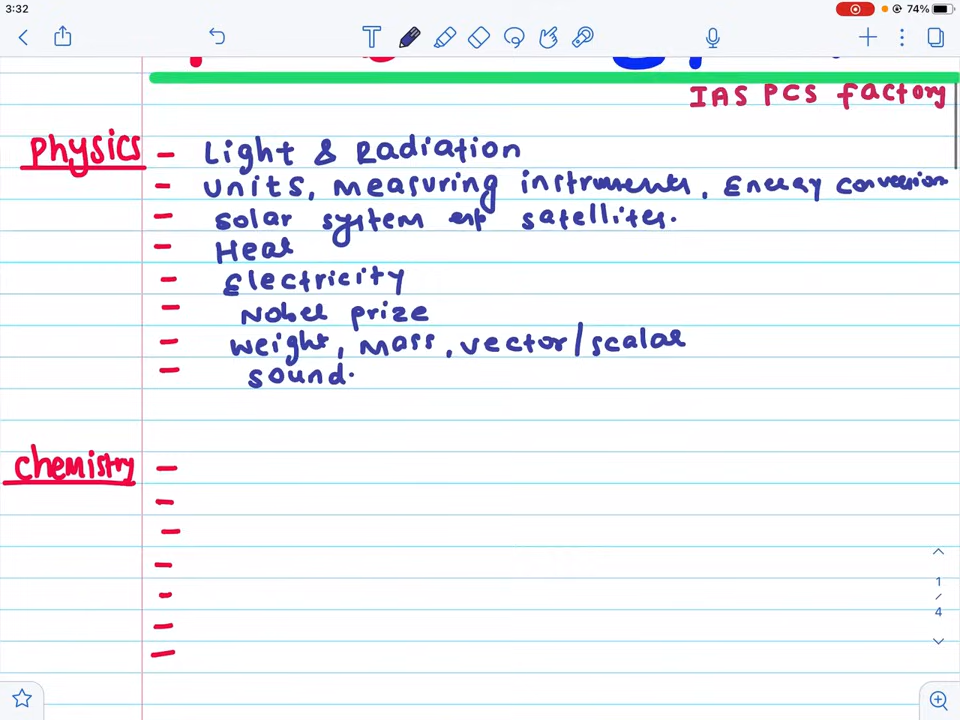 3:32
74%
IAS PCS factory
Physics - Light & Radiation
- Units, Measuring instruments, Energy conversion
- Solar system esp satellites.
- Heat
- Electricity
- Nobel prize
- Weight, Mass, vector/scalar
- Sound.
Chemistry -
-
-
-
-
-
-
1
/
4